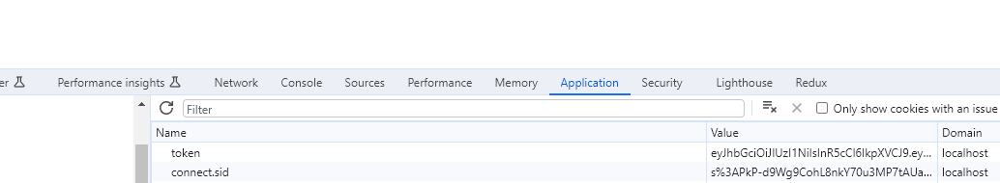 er Performance insights Network Console Sources Performance Memory Application Security Lighthouse Redux
Filter Only show cookies with an issue
Name Value Domain
token eyJhbGciOiJIUzI1NiIsInR5cCI6IkpXVCJ9.ey... localhost
connect.sid s%3APkP-d9Wg9CohL8nkY70u3MP7tAUa... localhost